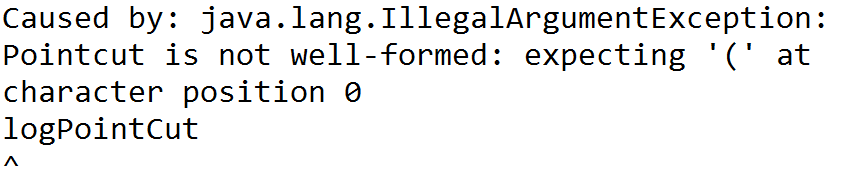 Caused by: java.lang.IllegalArgumentException:
Pointcut is not well-formed: expecting '(' at
character position 0
logPointCut
^